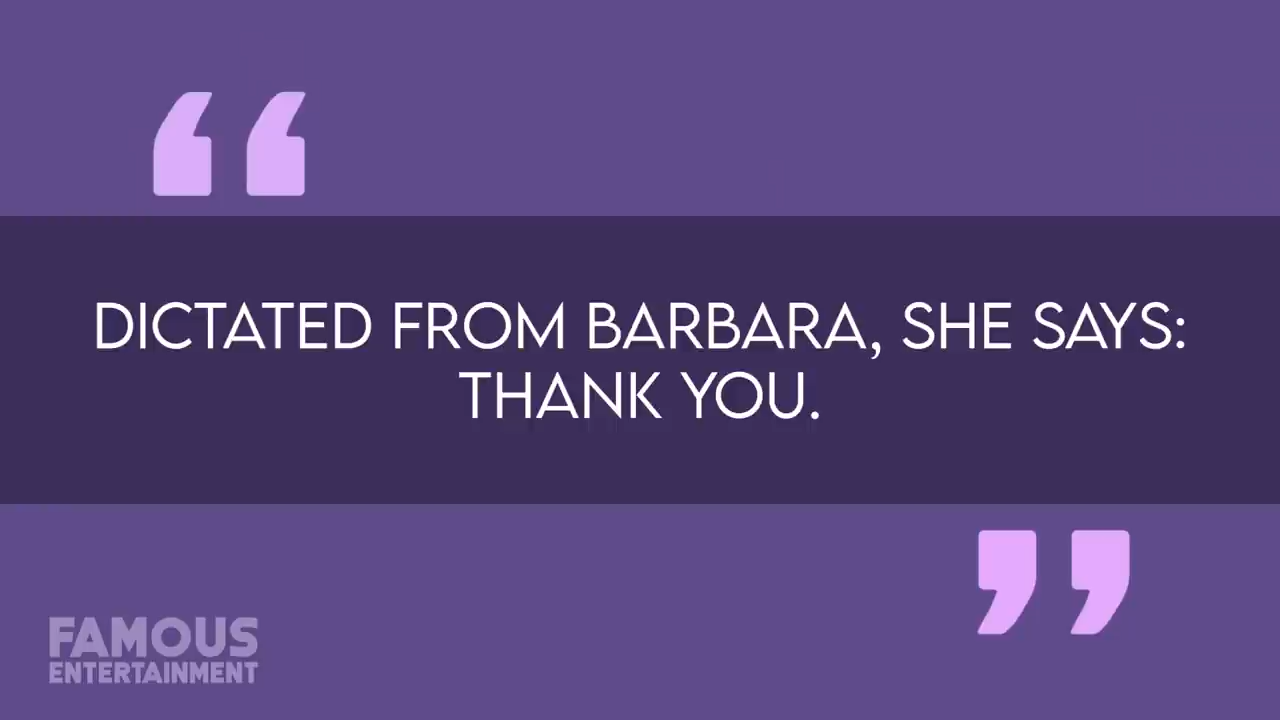 “
DICTATED FROM BARBARA, SHE SAYS:
THANK YOU.
”
FAMOUS
ENTERTAINMENT